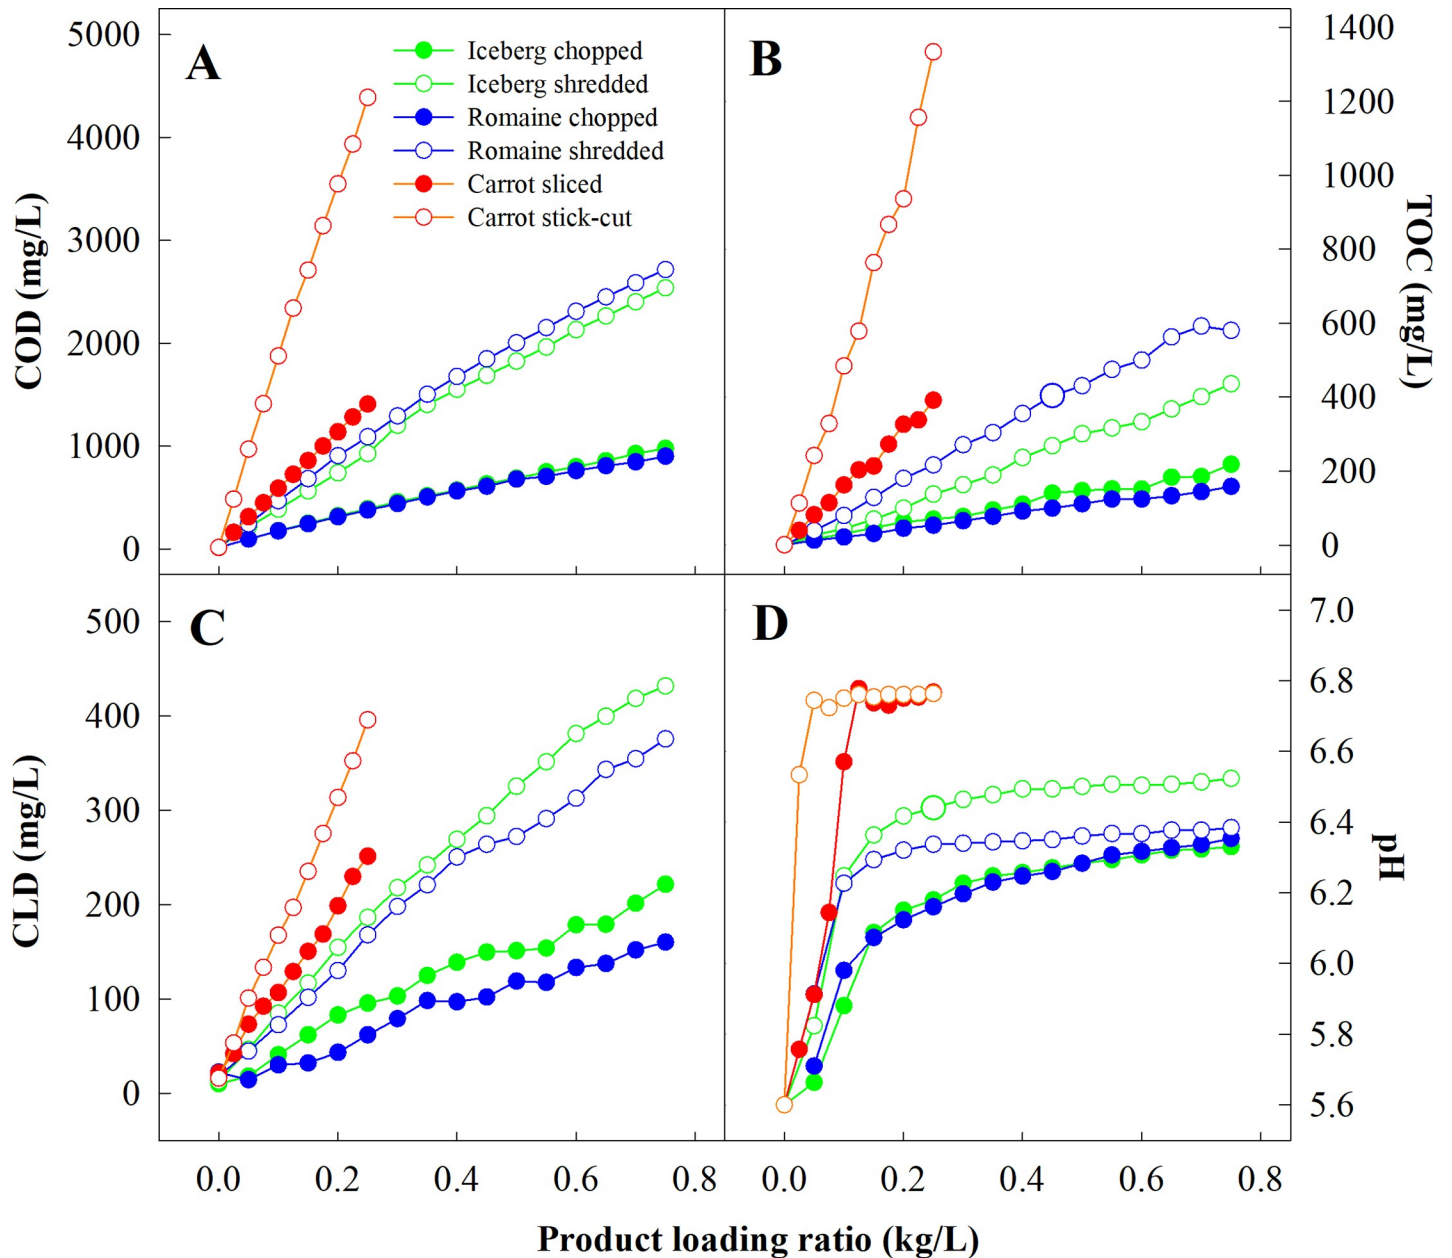 A
Iceberg chopped
Iceberg shredded
Romaine chopped
Romaine shredded
Carrot sliced
Carrot stick-cut
COD (mg/L)
5000
4000
3000
2000
1000
0
B
1400
1200
1000
800
600
400
200
0
TOC (mg/L)
C
CLD (mg/L)
500
400
300
200
100
0
D
7.0
6.8
6.6
6.4
6.2
6.0
5.8
5.6
pH
0.0 0.2 0.4 0.6 0.8 0.0 0.2 0.4 0.6 0.8
Product loading ratio (kg/L)